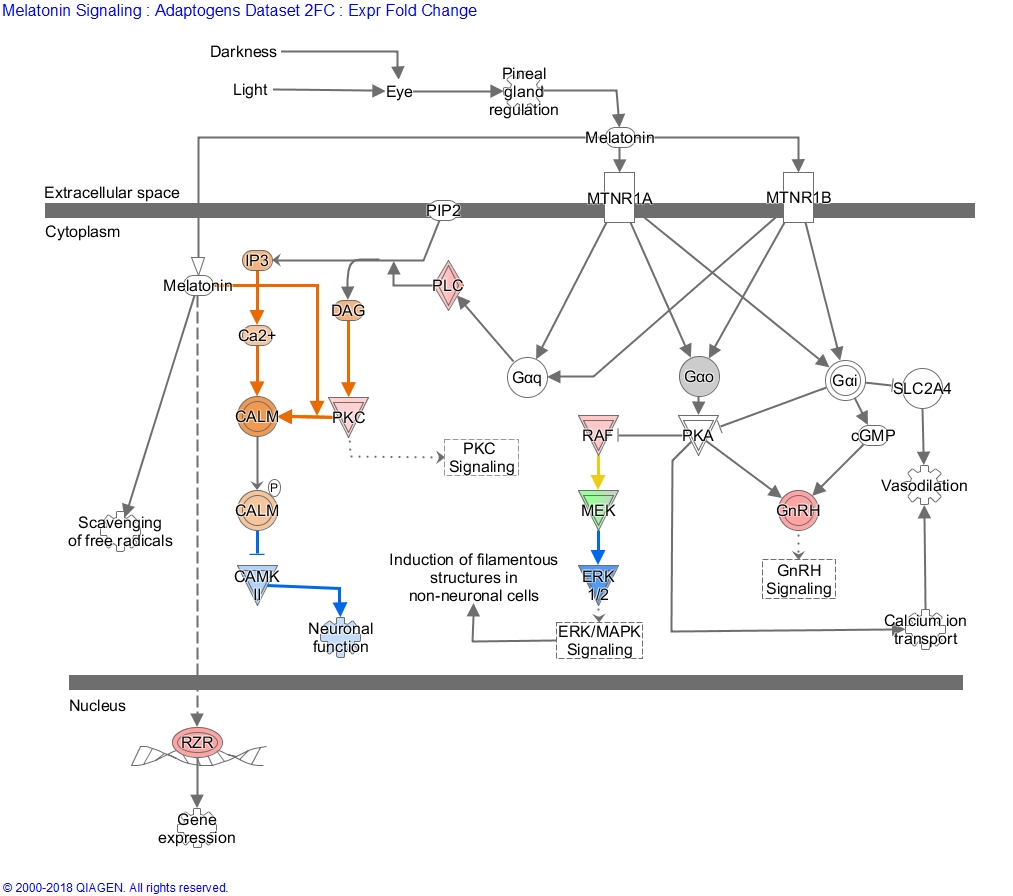 Melatonin Signaling : Adaptogens Dataset 2FC : Expr Fold Change
Darkness
Light
Eye
Pineal
gland
regulation
Melatonin
Extracellular space
MTNR1A
MTNR1B
PIP2
Cytoplasm
IP3
Melatonin
PLC
DAG
Ca2+
Gαq
Gαo
Gαi
SLC2A4
CALM
PKC
RAF
PKA
cGMP
PKC
Signaling
Vasodilation
P
CALM
MEK
GnRH
Scavenging
of free radicals
Induction of filamentous
structures in
non-neuronal cells
CAMK
II
ERK
1/2
GnRH
Signaling
Neuronal
function
ERK/MAPK
Signaling
Calcium ion
transport
Nucleus
RZR
Gene
expression
© 2000-2018 QIAGEN. All rights reserved.